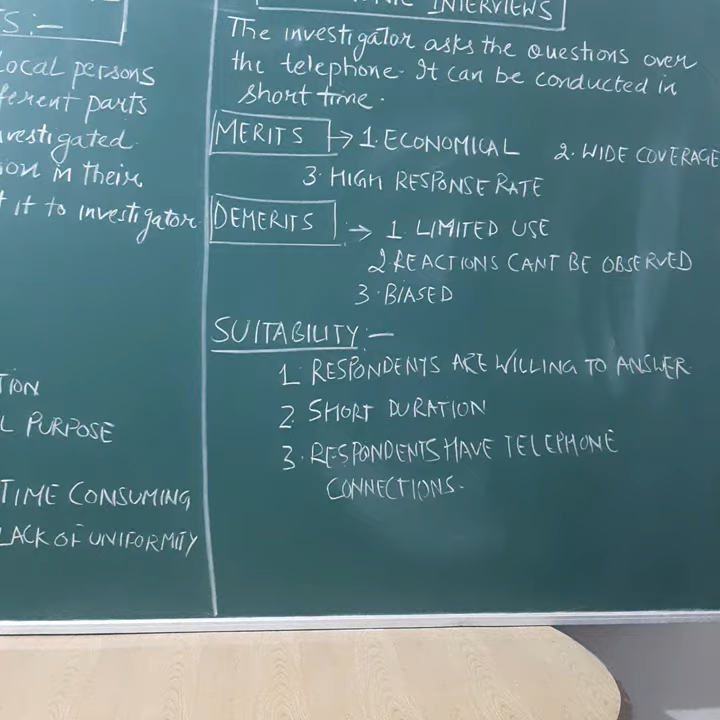 S:-
Local persons
ferent parts
vestigated.
ion in their
t it to investigator
TION
L PURPOSE
TIME CONSUMING
LACK OF UNIFORMITY
INTERVIEWS
The investigator asks the questions over
the telephone. It can be conducted in
short time.
MERITS → 1. ECONOMICAL 2. WIDE COVERAGE
3. HIGH RESPONSE RATE
DEMERITS → 1 LIMITED USE
2 REACTIONS CANT BE OBSERVED
3. BIASED
SUITABILITY:-
1. RESPONDENTS ARE WILLING TO ANSWER
2. SHORT DURATION
3. RESPONDENTS HAVE TELEPHONE
CONNECTIONS.